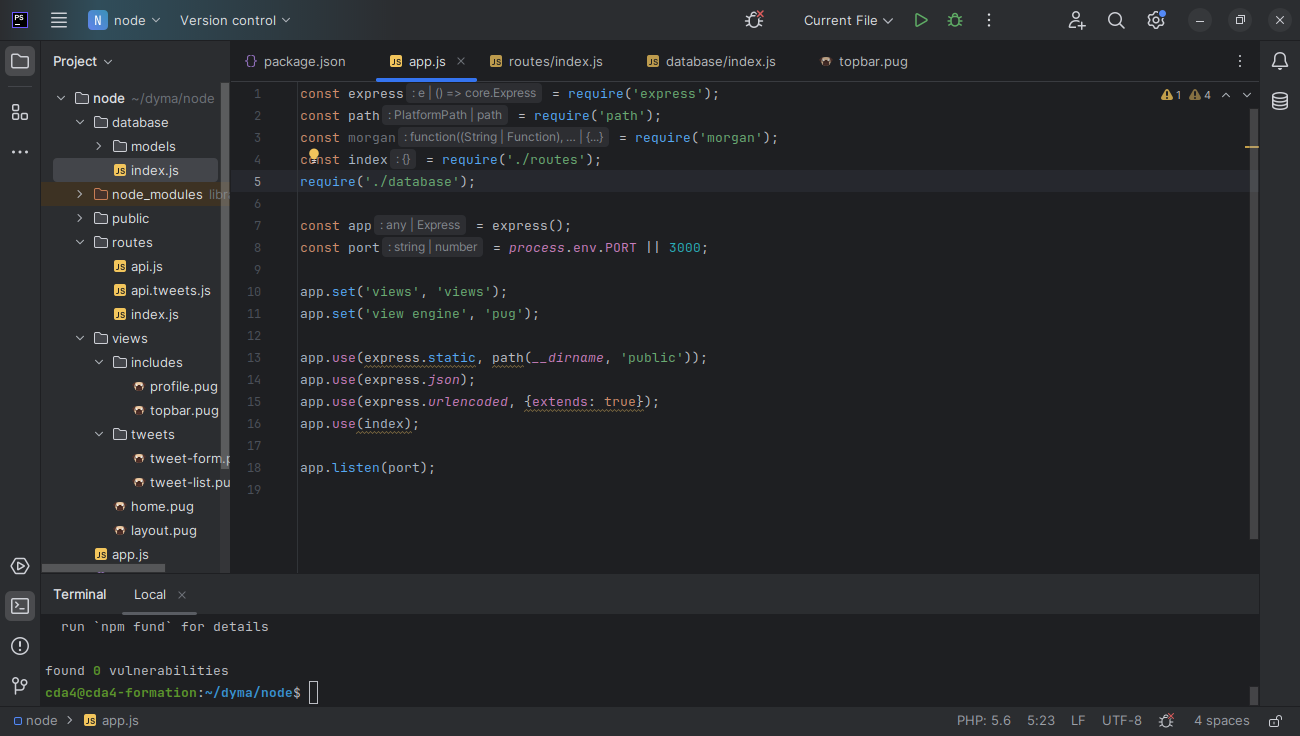 PS
N node Version control Current File
Project
package.json app.js routes/index.js database/index.js topbar.pug
node ~/dyma/node
database
models
JS index.js
node_modules
public
routes
JS api.js
JS api.tweets.js
JS index.js
views
includes
profile.pug
topbar.pug
tweets
tweet-form.
tweet-list.pu
home.pug
layout.pug
JS app.js
1 4
1 const express : e | () => core.Express = require('express');
2 const path : PlatformPath | path = require('path');
3 const morgan : function((String | Function), ... | {...} = require('morgan');
4 const index : {} = require('./routes');
5 require('./database');
6
7 const app : any | Express = express();
8 const port : string | number = process.env.PORT || 3000;
9
10 app.set('views', 'views');
11 app.set('view engine', 'pug');
12
13 app.use(express.static, path(__dirname, 'public'));
14 app.use(express.json);
15 app.use(express.urlencoded, {extends: true});
16 app.use(index);
17
18 app.listen(port);
19
Terminal Local
run `npm fund` for details
found 0 vulnerabilities
cda4@cda4-formation:~/dyma/node$
node > JS app.js PHP: 5.6 5:23 LF UTF-8 4 spaces